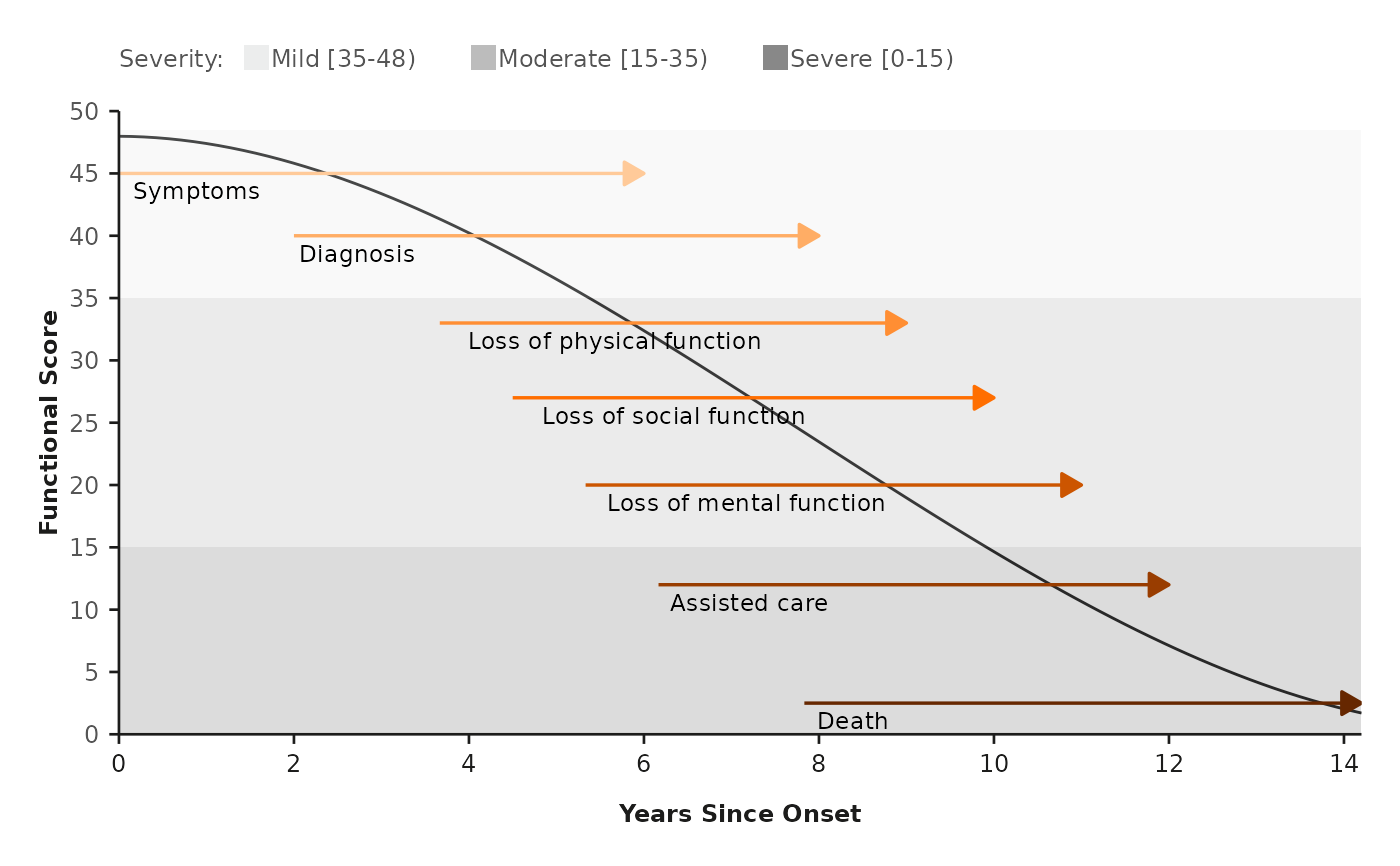 Severity: Mild [35-48) Moderate [15-35) Severe [0-15)
50
45
Symptoms
40
Diagnosis
35
Loss of physical function
30
Loss of social function
25
20
Loss of mental function
15
10
Assisted care
5
Death
0
Functional Score
0 2 4 6 8 10 12 14
Years Since Onset